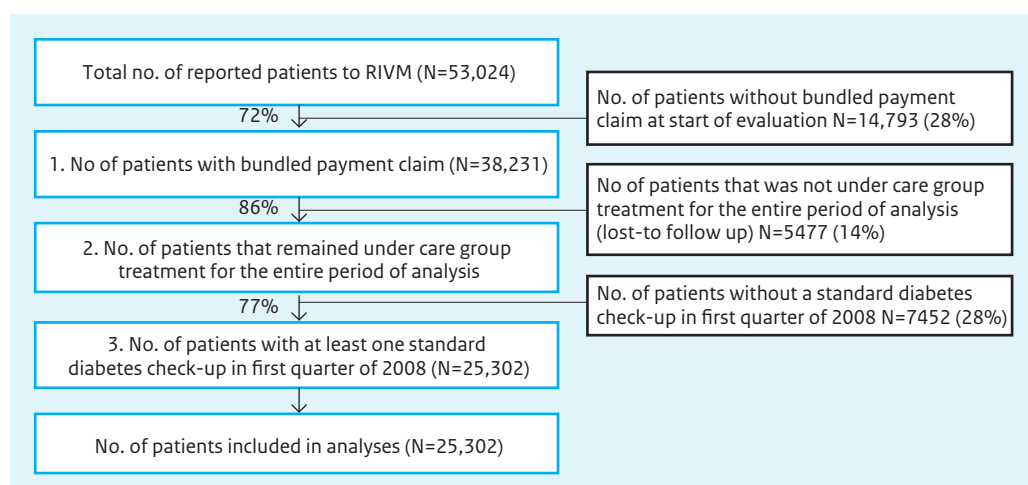 Total no. of reported patients to RIVM (N=53,024)
72%
No. of patients without bundled payment
claim at start of evaluation N=14,793 (28%)
1. No of patients with bundled payment claim (N=38,231)
86%
No of patients that was not under care group
treatment for the entire period of analysis
(lost-to follow up) N=5477 (14%)
2. No. of patients that remained under care group
treatment for the entire period of analysis
77%
No. of patients without a standard diabetes
check-up in first quarter of 2008 N=7452 (28%)
3. No. of patients with at least one standard
diabetes check-up in first quarter of 2008 (N=25,302)
No. of patients included in analyses (N=25,302)